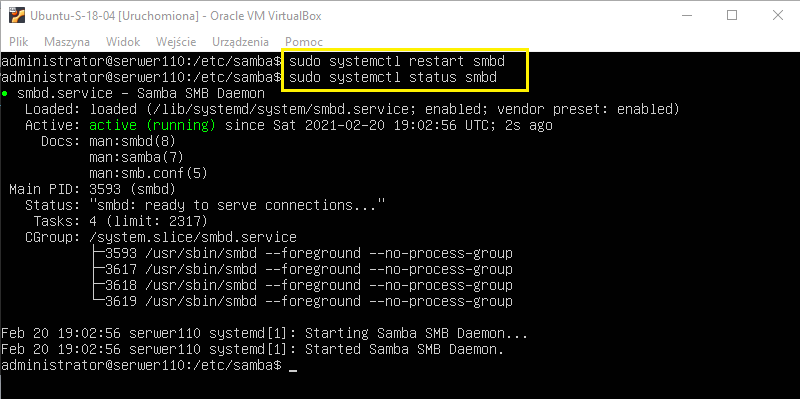 Ubuntu-S-18-04 [Uruchomiona] - Oracle VM VirtualBox
Plik Maszyna Widok Wejście Urządzenia Pomoc
administrator@serwer110:/etc/samba$ sudo systemctl restart smbd
administrator@serwer110:/etc/samba$ sudo systemctl status smbd
● smbd.service - Samba SMB Daemon
Loaded: loaded (/lib/systemd/system/smbd.service; enabled; vendor preset: enabled)
Active: active (running) since Sat 2021-02-20 19:02:56 UTC; 2s ago
Docs: man:smbd(8)
man:samba(7)
man:smb.conf(5)
Main PID: 3593 (smbd)
Status: "smbd: ready to serve connections..."
Tasks: 4 (limit: 2317)
CGroup: /system.slice/smbd.service
├─3593 /usr/sbin/smbd --foreground --no-process-group
├─3617 /usr/sbin/smbd --foreground --no-process-group
├─3618 /usr/sbin/smbd --foreground --no-process-group
└─3619 /usr/sbin/smbd --foreground --no-process-group
Feb 20 19:02:56 serwer110 systemd[1]: Starting Samba SMB Daemon...
Feb 20 19:02:56 serwer110 systemd[1]: Started Samba SMB Daemon.
administrator@serwer110:/etc/samba$ _